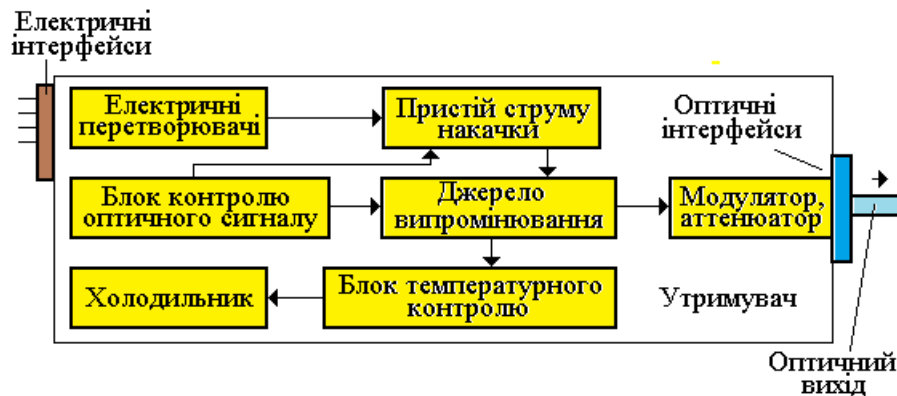 Електричні
інтерфейси
Електричні
перетворювачі
Пристій струму
накачки
Оптичні
інтерфейси
Блок контролю
оптичного сигналу
Джерело
випромінювання
Модулятор,
аттенюатор
Холодильник
Блок температурного
контролю
Утримувач
Оптичний
вихід